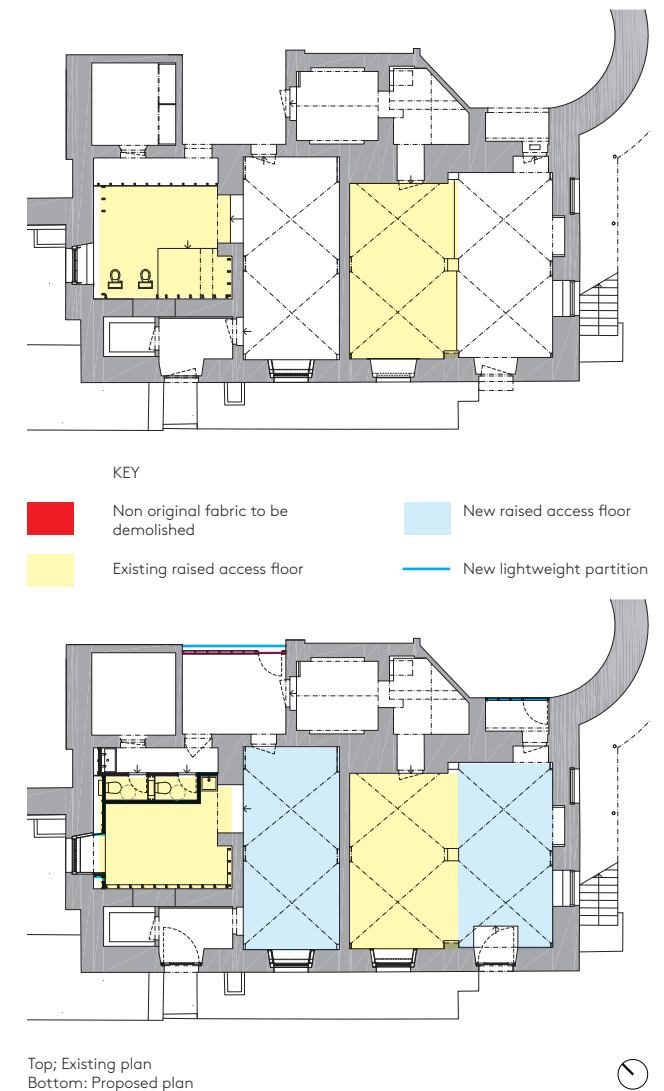 KEY
Non original fabric to be
demolished
New raised access floor
Existing raised access floor
New lightweight partition
Top; Existing plan
Bottom: Proposed plan